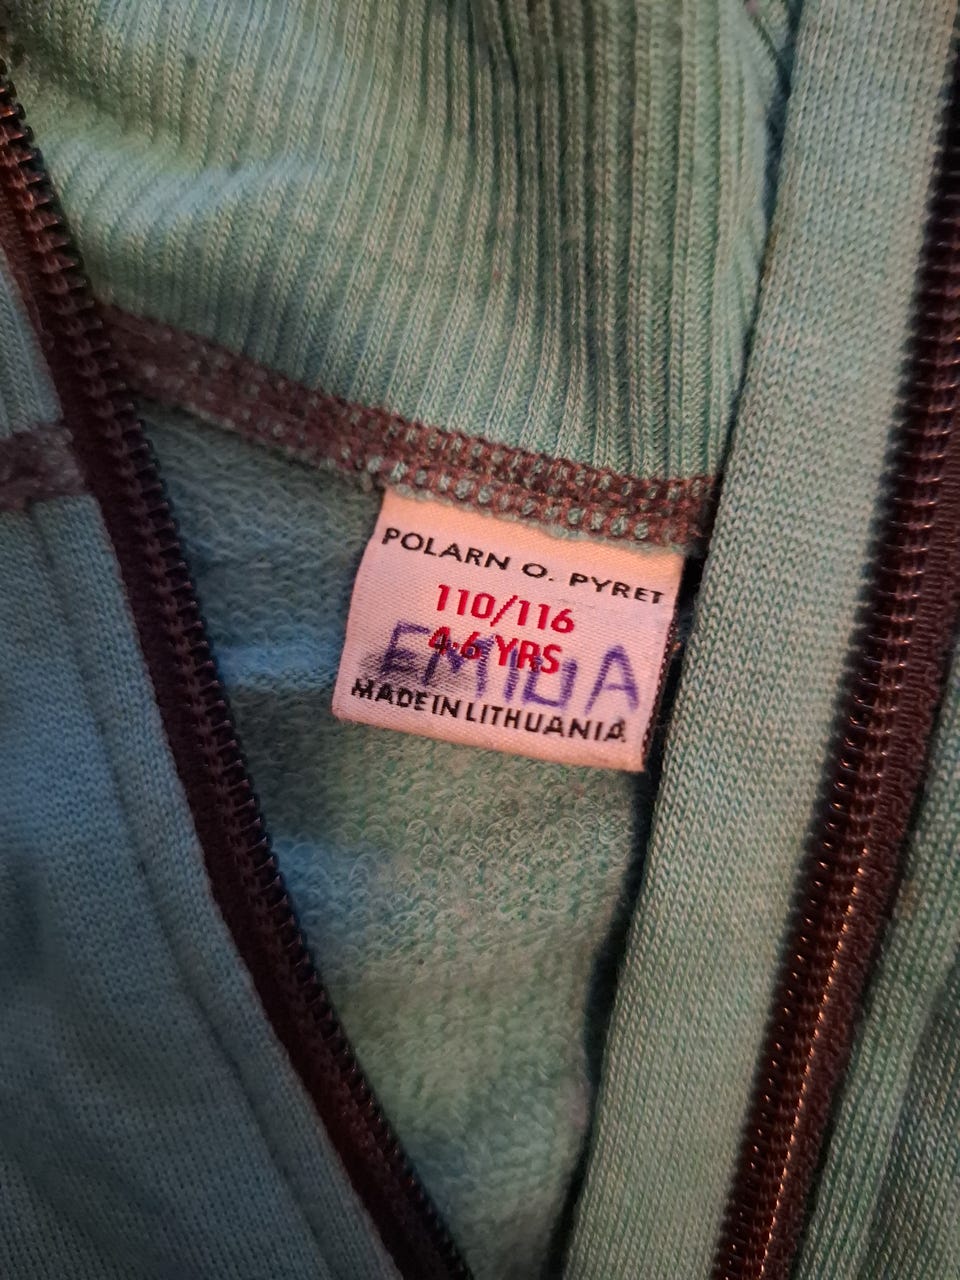 POLARN O. PYRET
110/116
4-6 YRS
EMILIA
MADE IN LITHUANIA